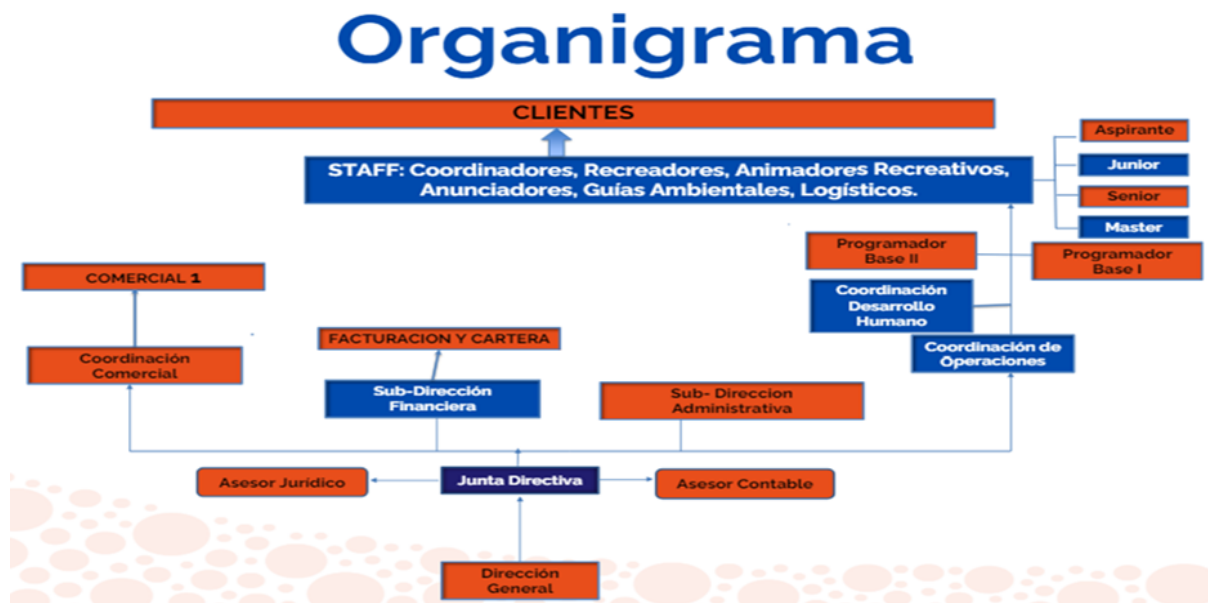 Organigrama
CLIENTES
STAFF: Coordinadores, Recreadores, Animadores Recreativos,
Anunciadores, Guías Ambientales, Logísticos.
Aspirante
Junior
Senior
Master
Programador
Base II
Programador
Base I
COMERCIAL 1
Coordinación
Desarrollo
Humano
FACTURACION Y CARTERA
Coordinación de
Operaciones
Coordinación
Comercial
Sub-Dirección
Financiera
Sub- Direccion
Administrativa
Asesor Jurídico
Junta Directiva
Asesor Contable
Dirección
General